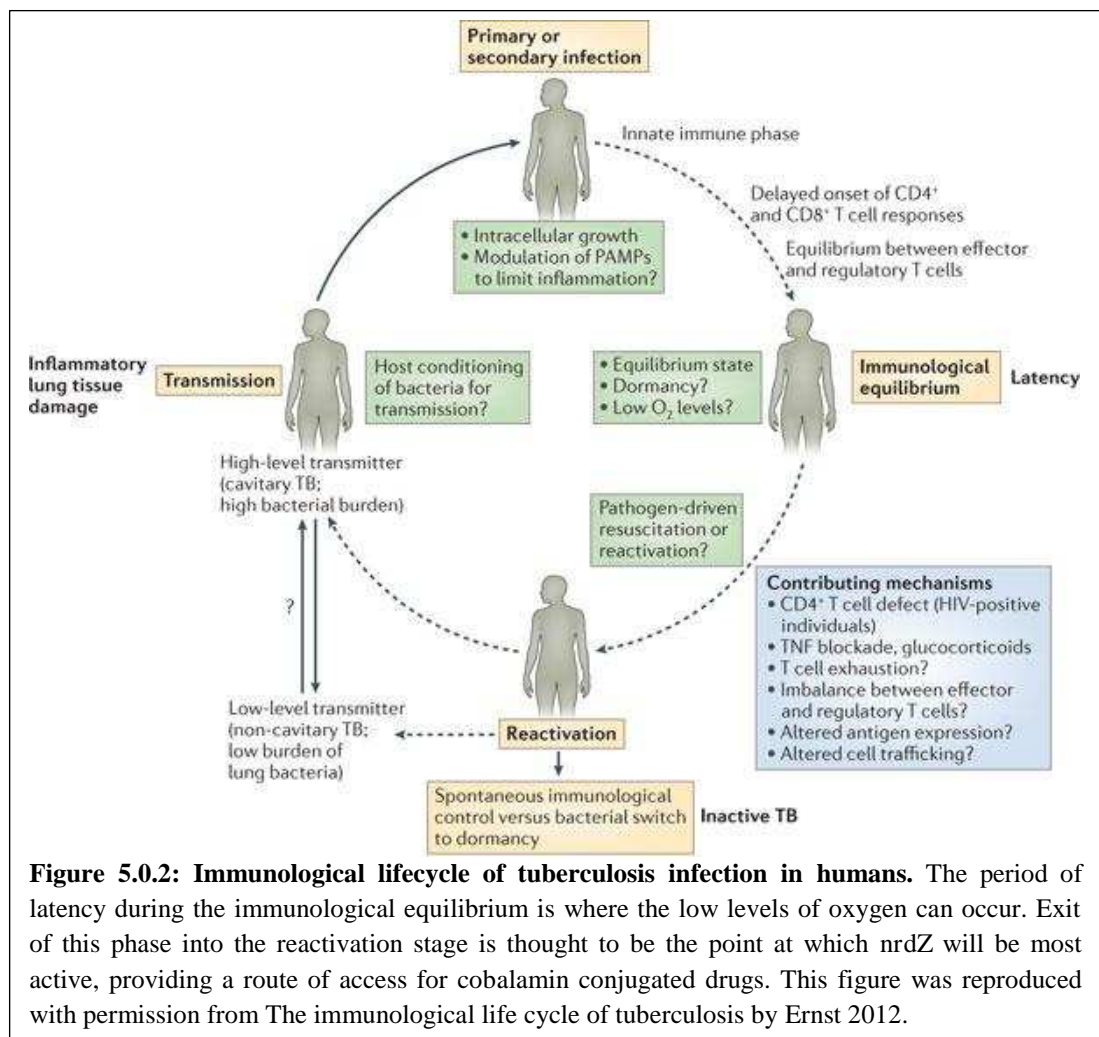 Primary or
secondary infection
Innate immune phase
Delayed onset of CD4⁺
and CD8⁺ T cell responses
Equilibrium between effector
and regulatory T cells
• Intracellular growth
• Modulation of PAMPs
to limit inflammation?
Inflammatory
lung tissue
damage
Transmission
Host conditioning
of bacteria for
transmission?
• Equilibrium state
• Dormancy?
• Low O₂ levels?
Immunological
equilibrium
Latency
High-level transmitter
(cavitary TB;
high bacterial burden)
Pathogen-driven
resuscitation or
reactivation?
Contributing mechanisms
• CD4⁺ T cell defect (HIV-positive
individuals)
• TNF blockade, glucocorticoids
• T cell exhaustion?
• Imbalance between effector
and regulatory T cells?
• Altered antigen expression?
• Altered cell trafficking?
?
Low-level transmitter
(non-cavitary TB;
low burden of
lung bacteria)
Reactivation
Spontaneous immunological
control versus bacterial switch
to dormancy
Inactive TB
Figure 5.0.2: Immunological lifecycle of tuberculosis infection in humans. The period of
latency during the immunological equilibrium is where the low levels of oxygen can occur. Exit
of this phase into the reactivation stage is thought to be the point at which nrdZ will be most
active, providing a route of access for cobalamin conjugated drugs. This figure was reproduced
with permission from The immunological life cycle of tuberculosis by Ernst 2012.